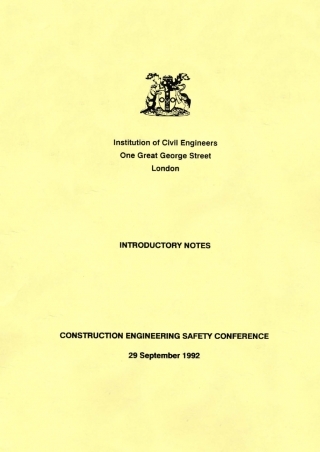 Institution of Civil Engineers
One Great George Street
London
INTRODUCTORY NOTES
CONSTRUCTION ENGINEERING SAFETY CONFERENCE
29 September 1992